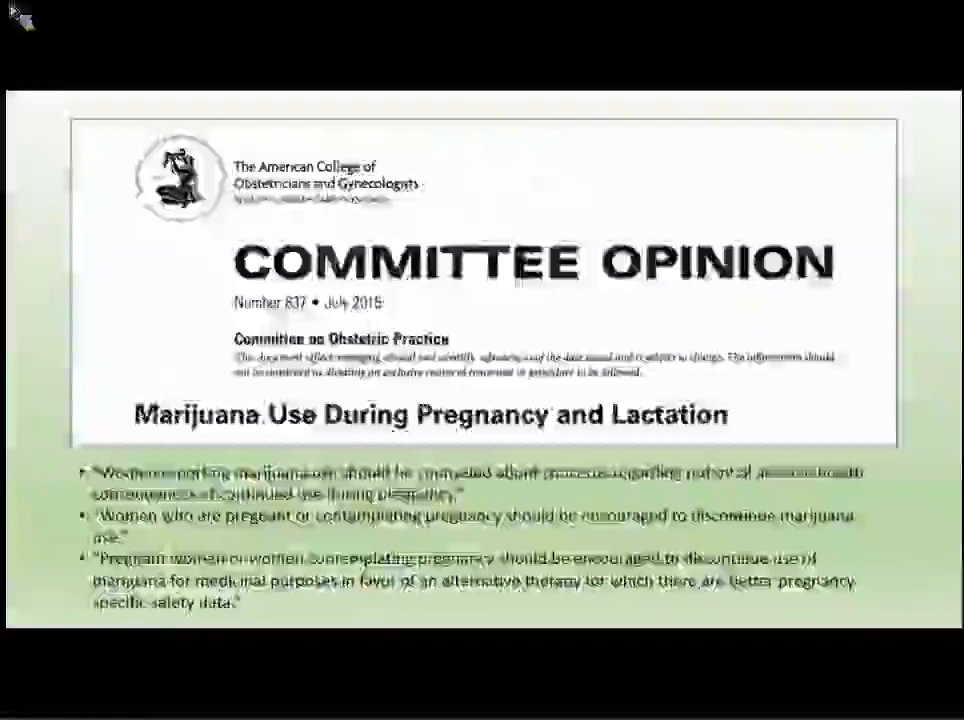 The American College of
Obstetricians and Gynecologists
COMMITTEE OPINION
Number 637 • July 2015
Committee on Obstetric Practice
This document reflect emerging clinical and scientific advances of the date issued and is subject to change. The information should
not be construed as dictating an exclusive course of treatment or procedure to be followed.
Marijuana Use During Pregnancy and Lactation
• "Women reporting marijuana use should be counseled about concerns regarding potential adverse health
consequences of continued use during pregnancy."
• "Women who are pregnant or contemplating pregnancy should be encouraged to discontinue marijuana
use."
• "Pregnant women or women contemplating pregnancy should be encouraged to discontinue use of
marijuana for medicinal purposes in favor of an alternative therapy for which there are better pregnancy
specific safety data."